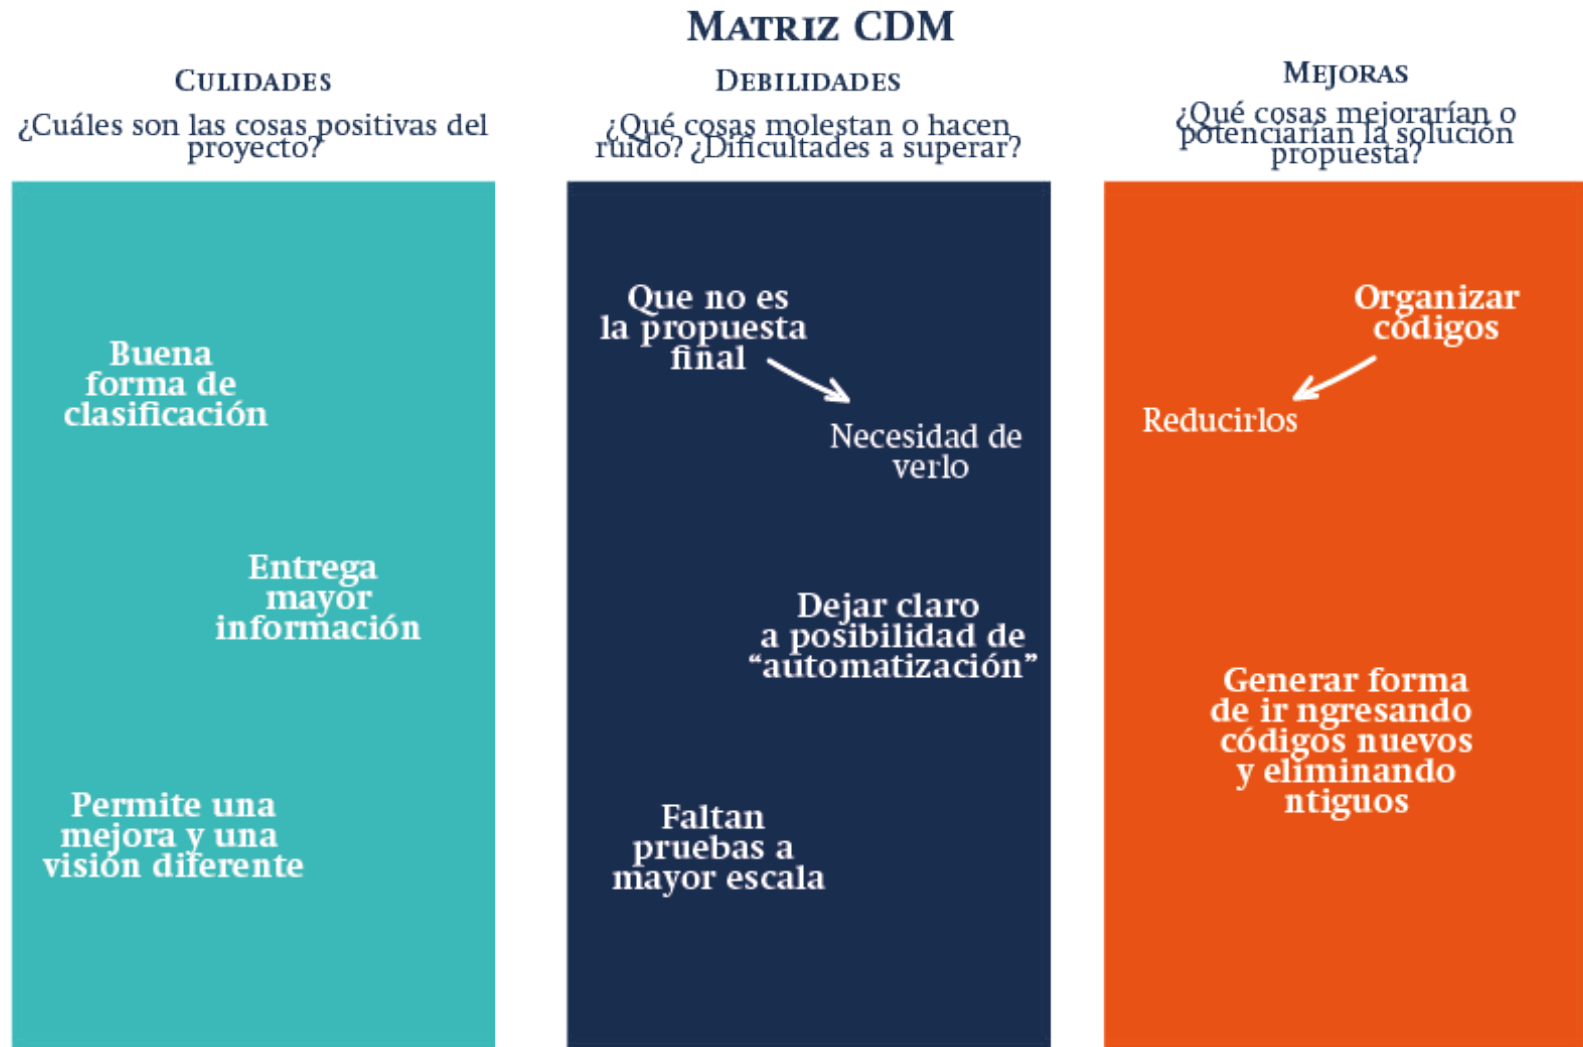 MATRIZ CDM
CULIDADES
¿Cuáles son las cosas positivas del
proyecto?
Buena
forma de
clasificación
Entrega
mayor
información
Permite una
mejora y una
visión diferente
DEBILIDADES
¿Qué cosas molestan o hacen
ruido? ¿Dificultades a superar?
Que no es
la propuesta
final
Necesidad de
verlo
Dejar claro
a posibilidad de
“automatización”
Faltan
pruebas a
mayor escala
MEJORAS
¿Qué cosas mejorarían o
potenciarían la solución
propuesta?
Organizar
códigos
Reducirlos
Generar forma
de ir ngresando
códigos nuevos
y eliminando
ntiguos